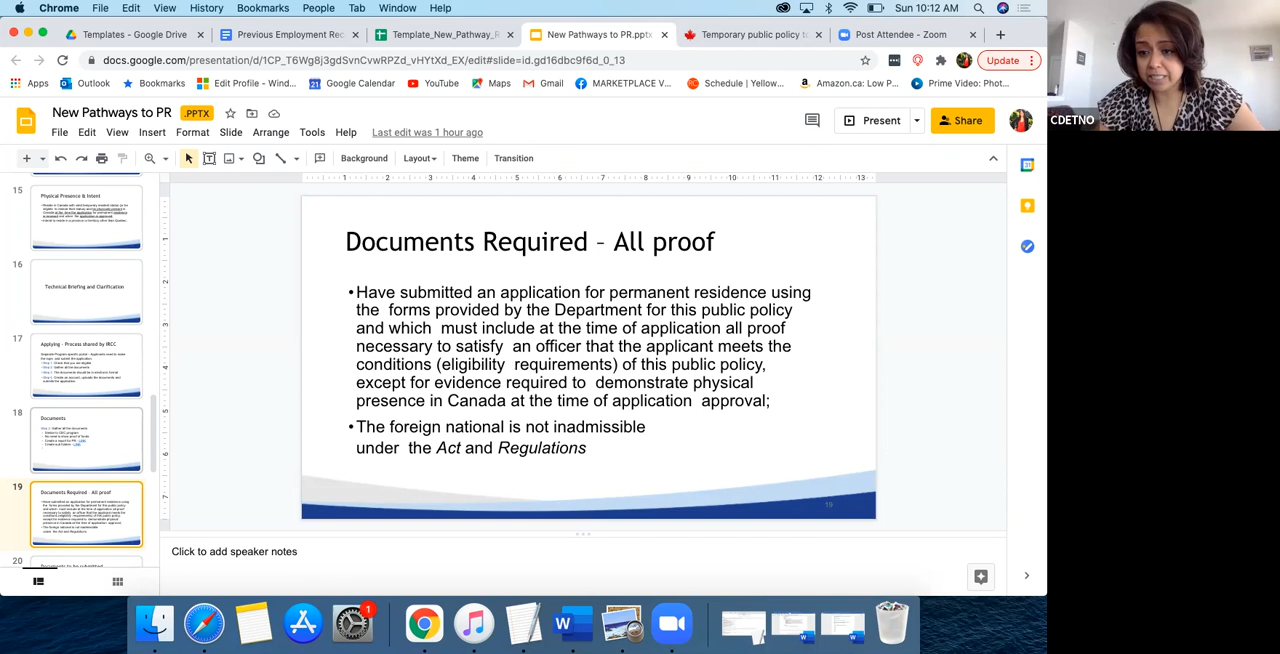 Chrome File Edit View History Bookmarks People Tab Window Help
Sun 10:12 AM
Templates - Google Drive
Previous Employment Rec
Template_New_Pathway_R
New Pathways to PR.pptx
Temporary public policy to
Post Attendee - Zoom
docs.google.com/presentation/d/1CP_T6Wg8j3gdSvnCvwRPZd_vHYtXd_EX/edit#slide=id.gd16dbc9f6d_0_13
Update
Apps Outlook Bookmarks Edit Profile - Wind... Google Calendar YouTube Maps Gmail MARKETPLACE V... Schedule | Yellow... Amazon.ca: Low P... Prime Video: Phot...
New Pathways to PR .PPTX
File Edit View Insert Format Slide Arrange Tools Help Last edit was 1 hour ago
Present
Share
Background Layout Theme Transition
CDETNO
15
Physical Presence & Intent
16
Technical Briefing and Clarification
17
Applying - Process shared by IRCC
18
Documents
19
Documents Required - All proof
20
Documents Required – All proof
•Have submitted an application for permanent residence using
the forms provided by the Department for this public policy
and which must include at the time of application all proof
necessary to satisfy an officer that the applicant meets the
conditions (eligibility requirements) of this public policy,
except for evidence required to demonstrate physical
presence in Canada at the time of application approval;
•The foreign national is not inadmissible
under the Act and Regulations
19
Click to add speaker notes